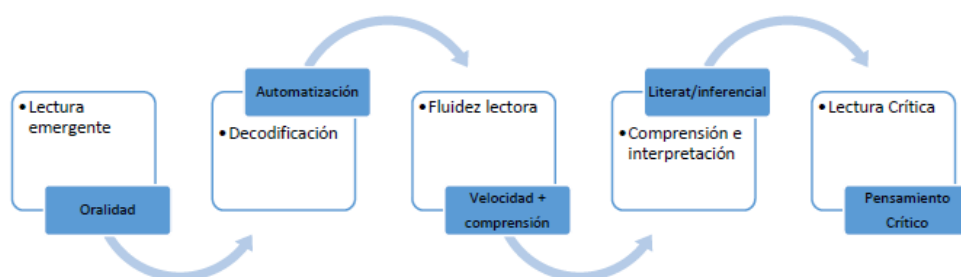 • Lectura
emergente
Oralidad
Automatización
• Decodificación
• Fluidez lectora
Velocidad +
comprensión
Literat/inferencial
• Comprensión e
interpretación
• Lectura Crítica
Pensamiento
Crítico